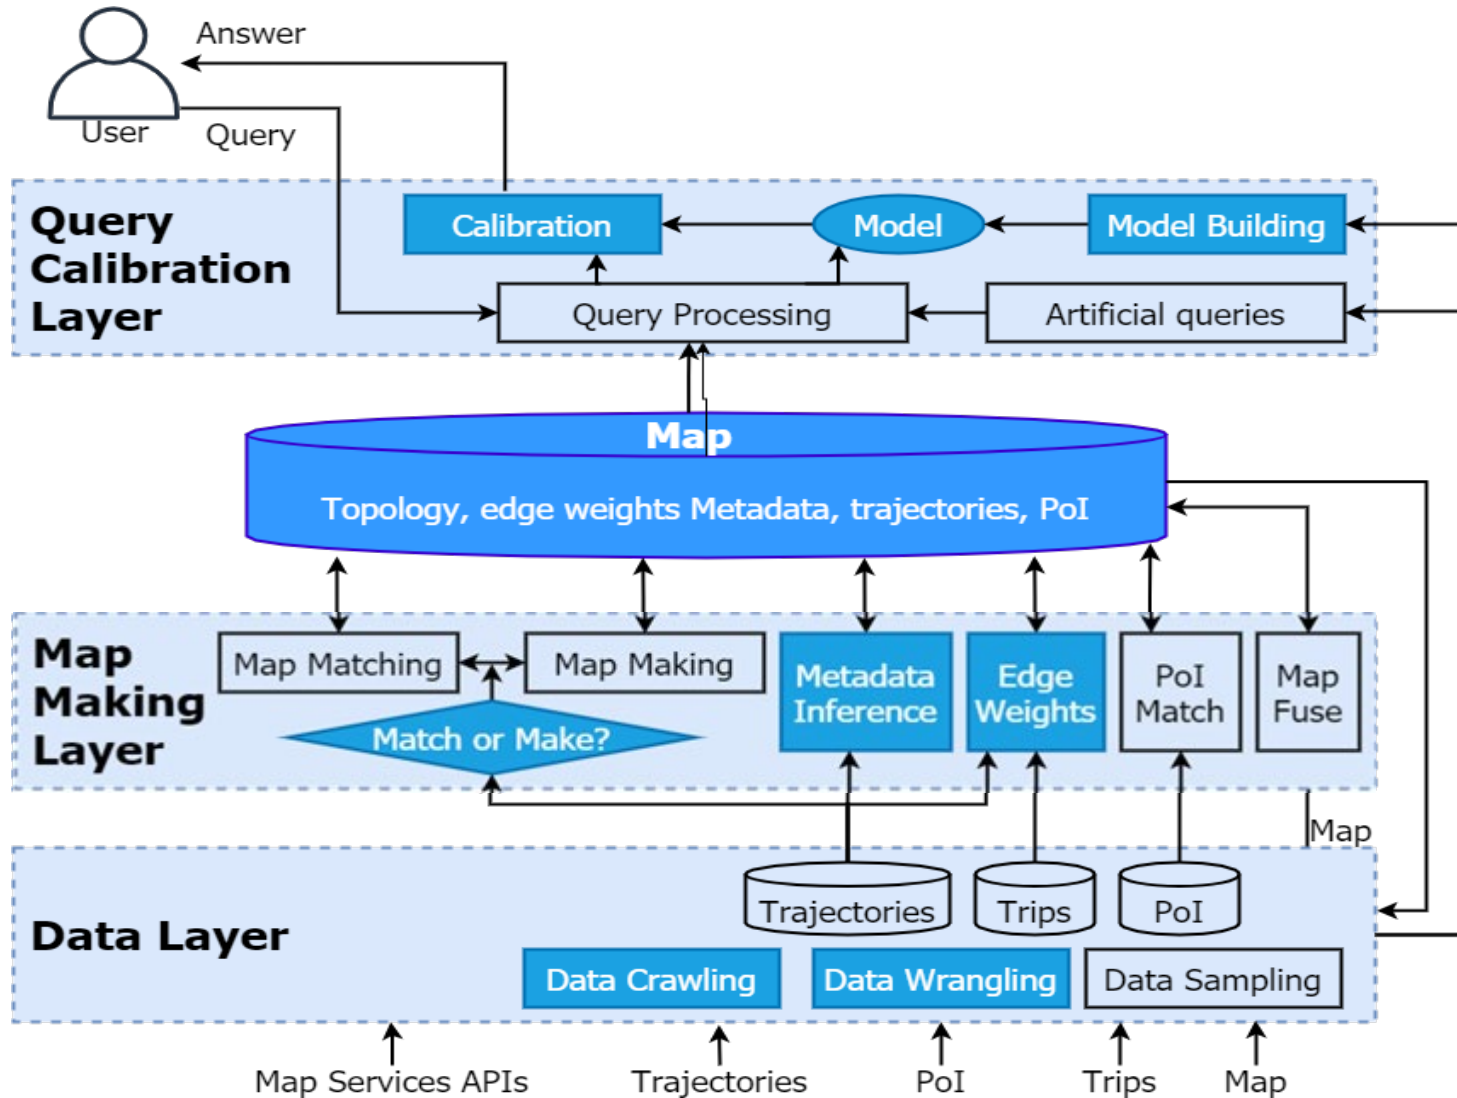 Answer
User
Query
Query
Calibration
Layer
Calibration
Model
Model Building
Query Processing
Artificial queries
Map
Topology, edge weights Metadata, trajectories, PoI
Map
Making
Layer
Map Matching
Map Making
Match or Make?
Metadata
Inference
Edge
Weights
PoI
Match
Map
Fuse
Map
Data Layer
Trajectories
Trips
PoI
Data Crawling
Data Wrangling
Data Sampling
Map Services APIs
Trajectories
PoI
Trips
Map